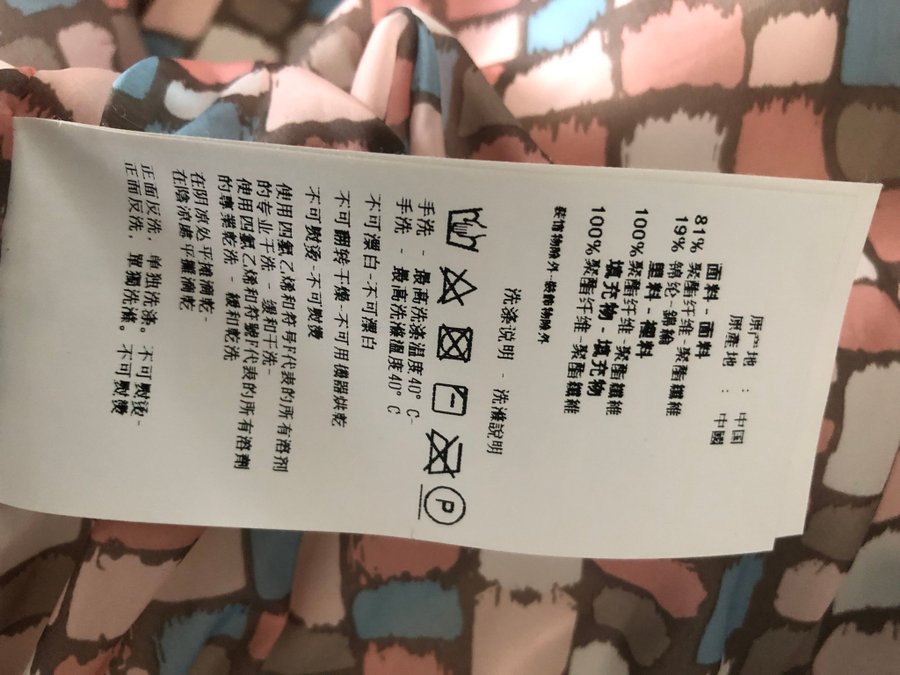 原产地 : 中国
原產地 : 中國
面料 - 面料
81% 聚酯纤维-聚酯纖維
19% 锦纶-錦綸
里料 - 裡料
100% 聚酯纤维-聚酯纖維
填充物 - 填充物
100% 聚酯纤维-聚酯纖維
装饰物除外-裝飾物除外
洗涤说明 - 洗滌說明
P
手洗 - 最高洗涤温度40° C-
手洗 - 最高洗滌溫度40° C
不可漂白-不可漂白
不可翻转干燥-不可用機器烘乾
不可熨烫-不可熨燙
使用四氯乙烯和符号F代表的所有溶剂
的专业干洗 - 缓和干洗-
使用四氯乙烯和符號F代表的所有溶劑
的專業乾洗 - 緩和乾洗
在阴凉处平摊滴乾-
在陰涼處平攤滴乾
正面反洗，单独洗涤。不可熨烫-
正面反洗，單獨洗滌。不可熨燙